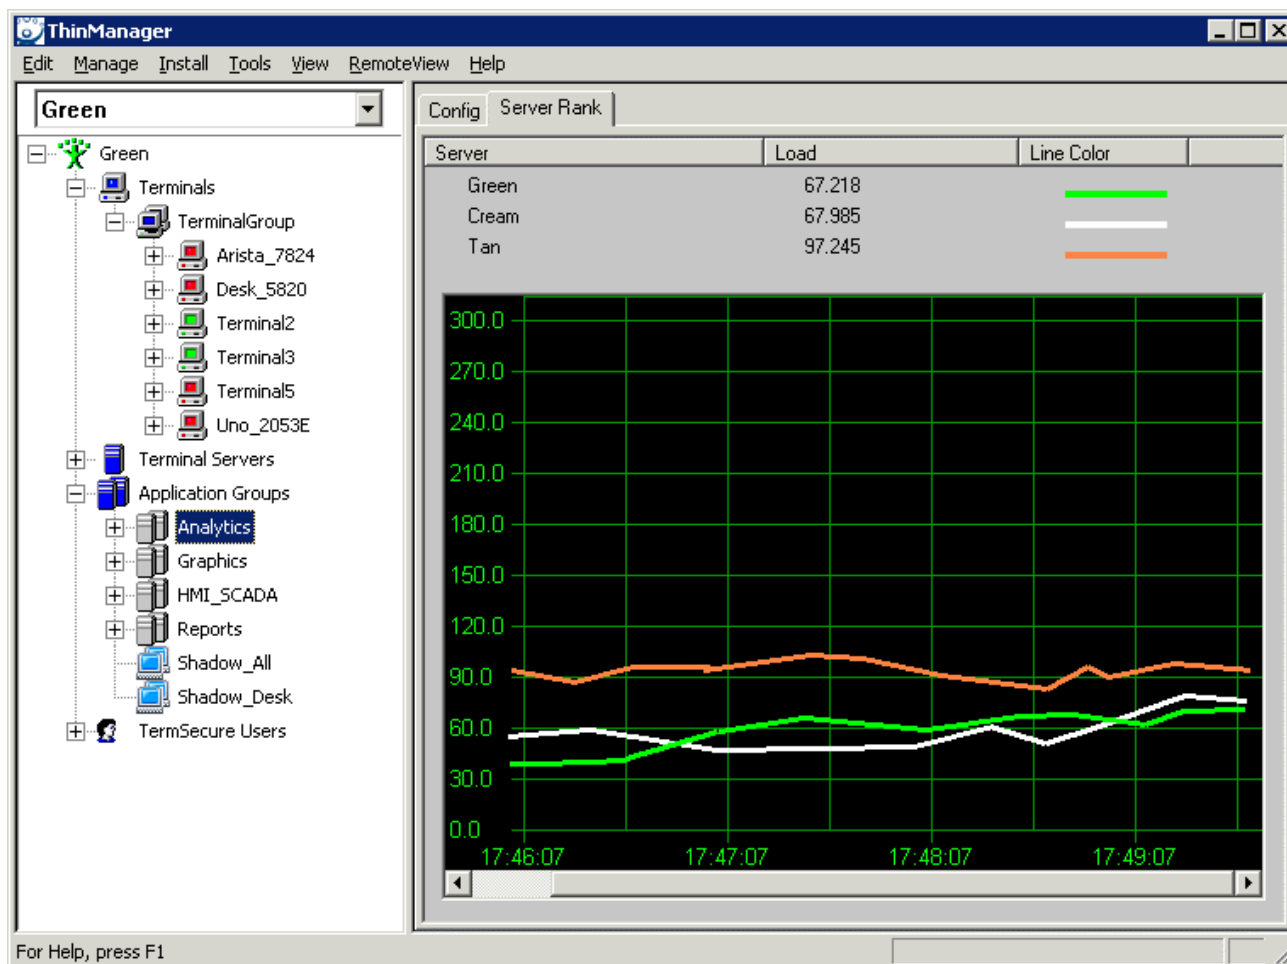 ThinManager
Edit Manage Install Tools View RemoteView Help
Green
Green
Terminals
TerminalGroup
Arista_7824
Desk_5820
Terminal2
Terminal3
Terminal5
Uno_2053E
Terminal Servers
Application Groups
Analytics
Graphics
HMI_SCADA
Reports
Shadow_All
Shadow_Desk
TermSecure Users
Config Server Rank
Server Load Line Color
Green 67.218
Cream 67.985
Tan 97.245
300.0
270.0
240.0
210.0
180.0
150.0
120.0
90.0
60.0
30.0
0.0
17:46:07 17:47:07 17:48:07 17:49:07
For Help, press F1